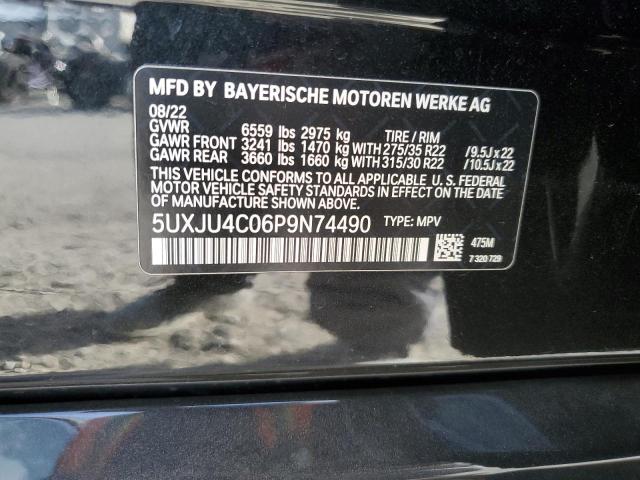 MFD BY BAYERISCHE MOTOREN WERKE AG
08/22
GVWR 6559 lbs 2975 kg TIRE / RIM
GAWR FRONT 3241 lbs 1470 kg WITH 275/35 R22 /9.5J x 22
GAWR REAR 3660 lbs 1660 kg WITH 315/30 R22 /10.5J x 22
THIS VEHICLE CONFORMS TO ALL APPLICABLE U. S. FEDERAL
MOTOR VEHICLE SAFETY STANDARDS IN EFFECT ON THE DATE
OF MANUFACTURE SHOWN ABOVE.
5UXJU4C06P9N74490 TYPE: MPV
475M
7 320 729